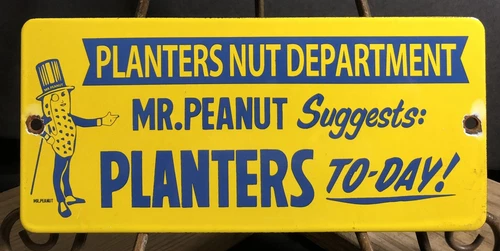 PLANTERS NUT DEPARTMENT
MR. PEANUT Suggests:
PLANTERS TO-DAY!
MR. PEANUT